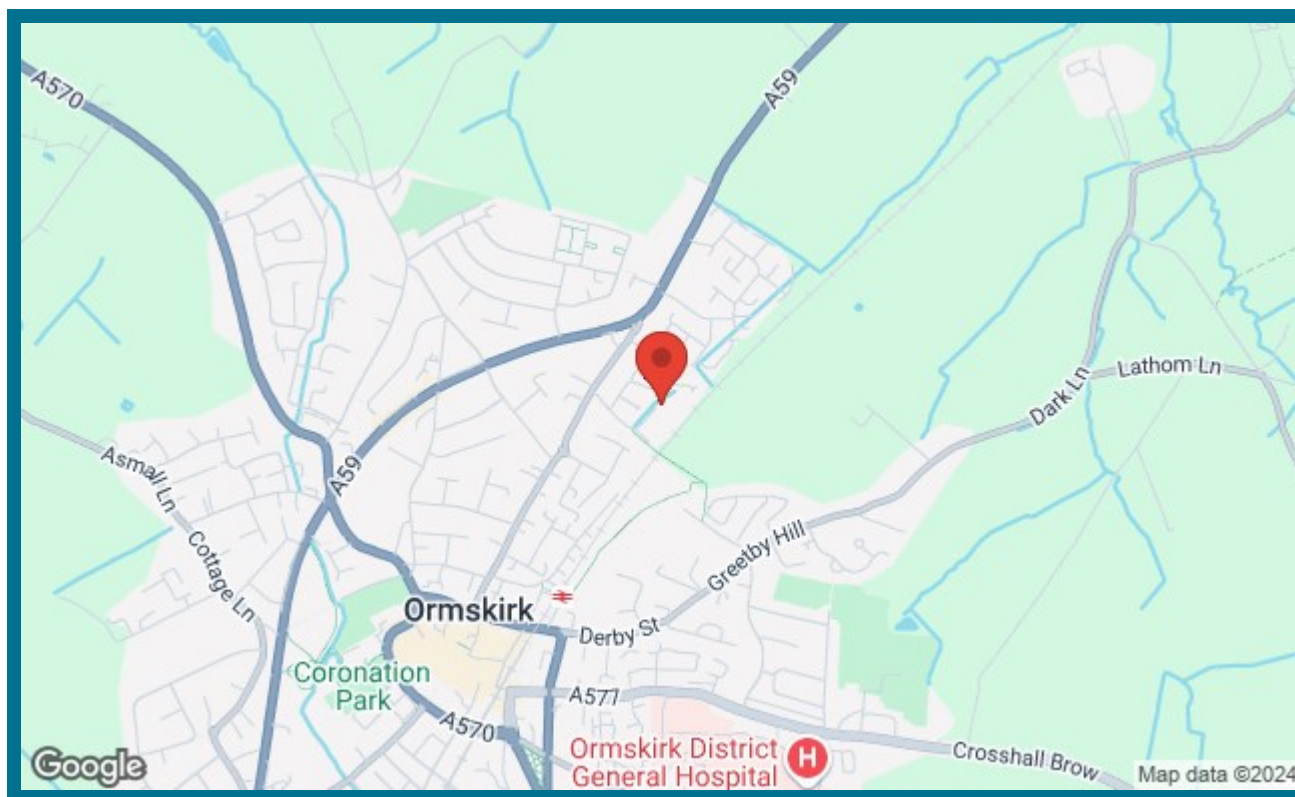 A570
A59
Lathom Ln
Dark Ln
Asmall Ln
A59
Cottage Ln
Greetby Hill
Ormskirk
Derby St
Coronation
Park
A577
A570
Ormskirk District
General Hospital
H
Crosshall Brow
Google
Map data ©2024